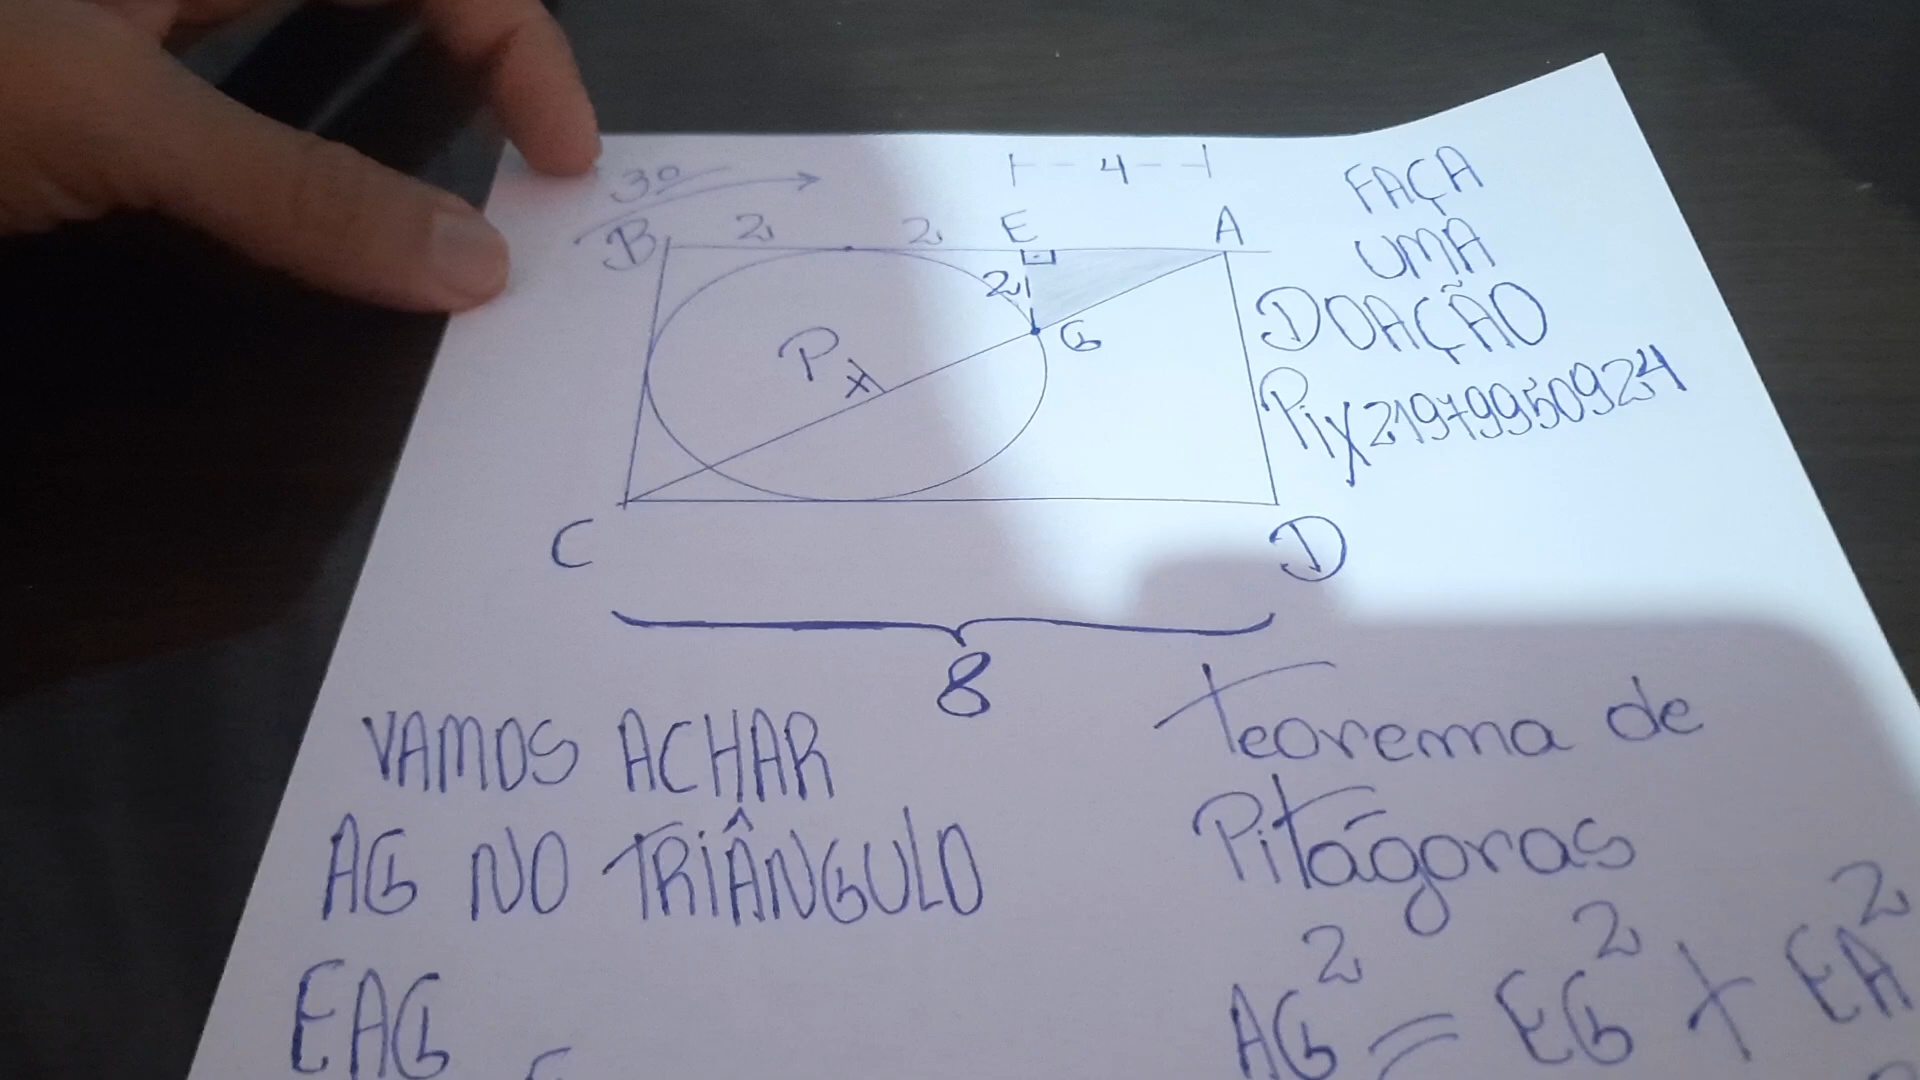 3º
4
B 2 2 E A
2
G
P
x
C D
8
FAÇA
UMA
DOAÇÃO
Pix 21979950924
VAMOS ACHAR
AG NO TRIÂNGULO
EAG
Teorema de
Pitágoras
AG² = EG² + EA²